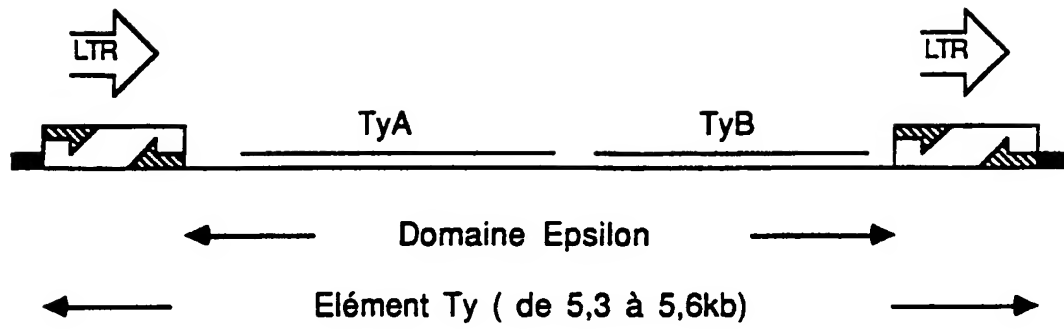 LTR LTR
TyA TyB
Domaine Epsilon
Elément Ty ( de 5,3 à 5,6kb)